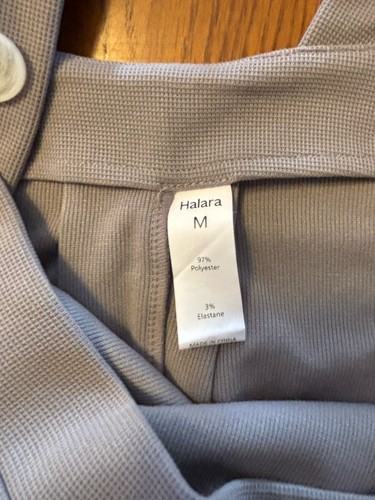 Halara
M
97%
Polyester
3%
Elastane
MADE IN CHINA